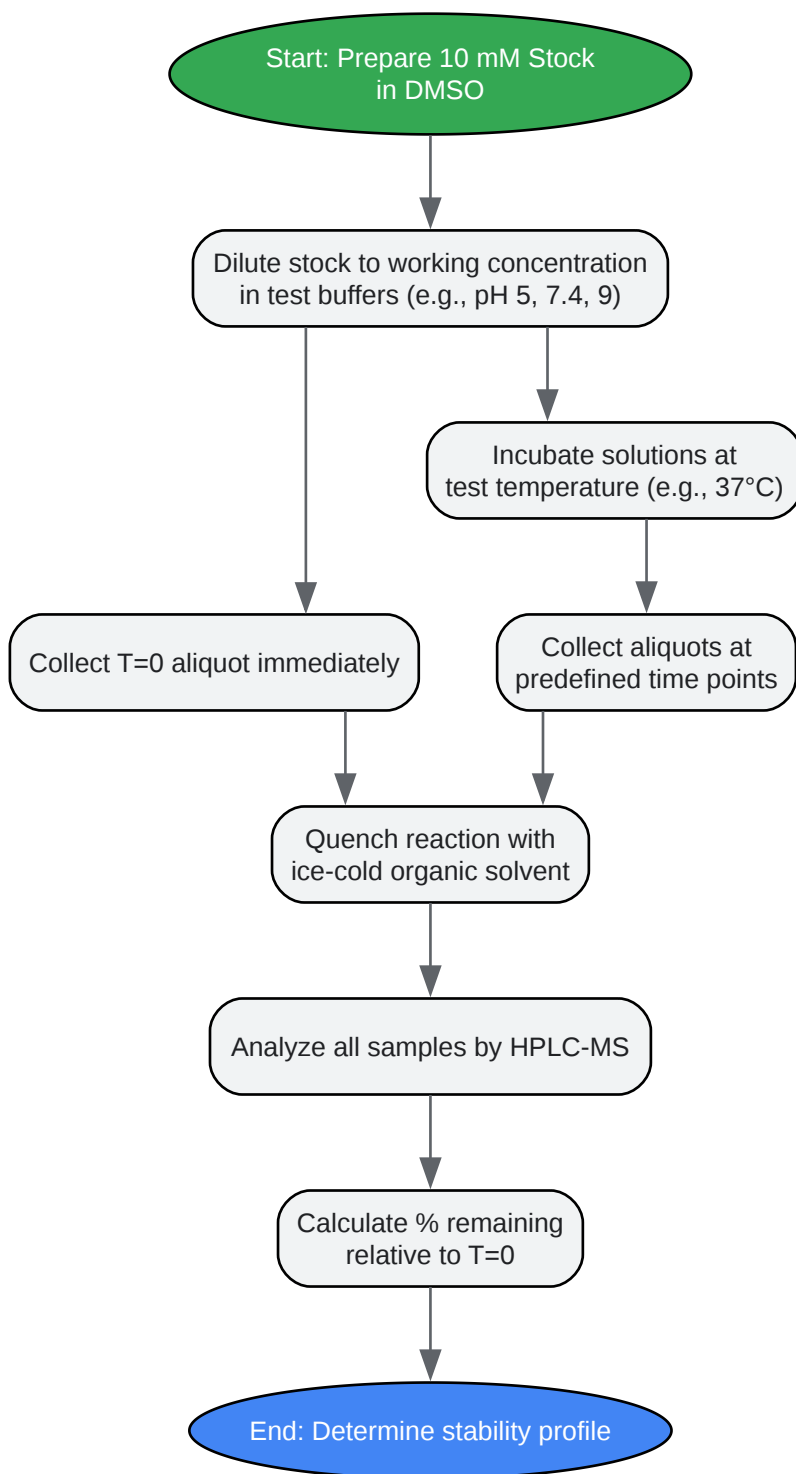 Start: Prepare 10 mM Stock
in DMSO
Dilute stock to working concentration
in test buffers (e.g., pH 5, 7.4, 9)
Incubate solutions at
test temperature (e.g., 37°C)
Collect T=0 aliquot immediately
Collect aliquots at
predefined time points
Quench reaction with
ice-cold organic solvent
Analyze all samples by HPLC-MS
Calculate % remaining
relative to T=0
End: Determine stability profile